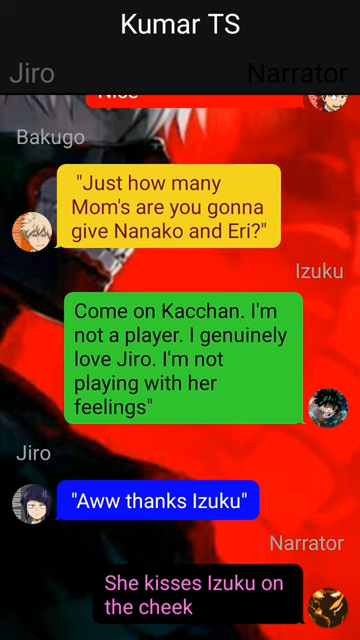 Kumar TS
Jiro
Narrator
Nice
Bakugo
"Just how many
Mom's are you gonna
give Nanako and Eri?"
Izuku
Come on Kacchan. I'm
not a player. I genuinely
love Jiro. I'm not
playing with her
feelings"
Jiro
"Aww thanks Izuku"
Narrator
She kisses Izuku on
the cheek